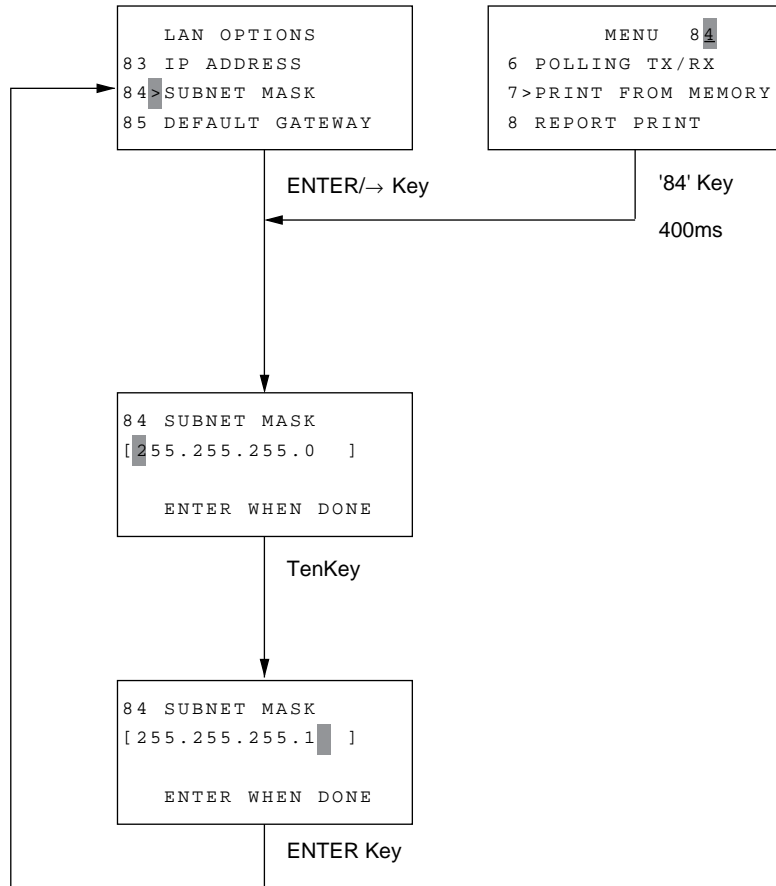 LAN OPTIONS
83 IP ADDRESS
84>SUBNET MASK
85 DEFAULT GATEWAY
MENU 84
6 POLLING TX/RX
7>PRINT FROM MEMORY
8 REPORT PRINT
ENTER/→ Key
'84' Key
400ms
84 SUBNET MASK
[255.255.255.0 ]
ENTER WHEN DONE
TenKey
84 SUBNET MASK
[255.255.255.1 ]
ENTER WHEN DONE
ENTER Key